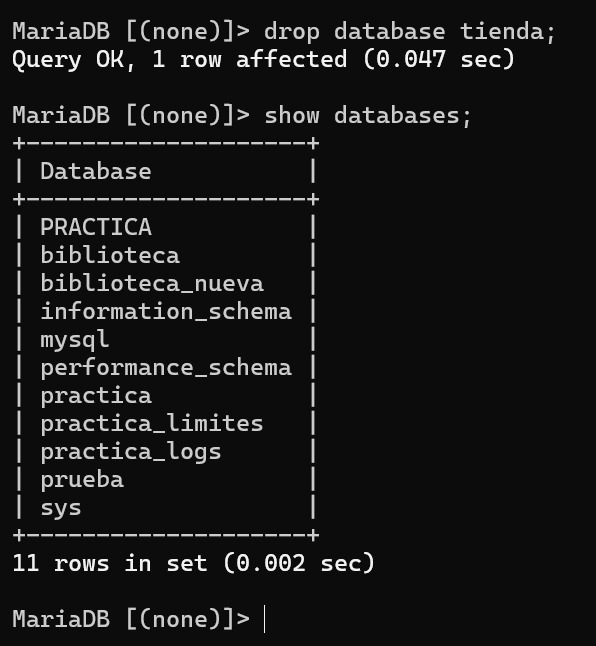 MariaDB [(none)]> drop database tienda;
Query OK, 1 row affected (0.047 sec)

MariaDB [(none)]> show databases;
+--------------------+
| Database           |
+--------------------+
| PRACTICA           |
| biblioteca         |
| biblioteca_nueva   |
| information_schema |
| mysql              |
| performance_schema |
| practica           |
| practica_limites   |
| practica_logs      |
| prueba             |
| sys                |
+--------------------+
11 rows in set (0.002 sec)

MariaDB [(none)]>